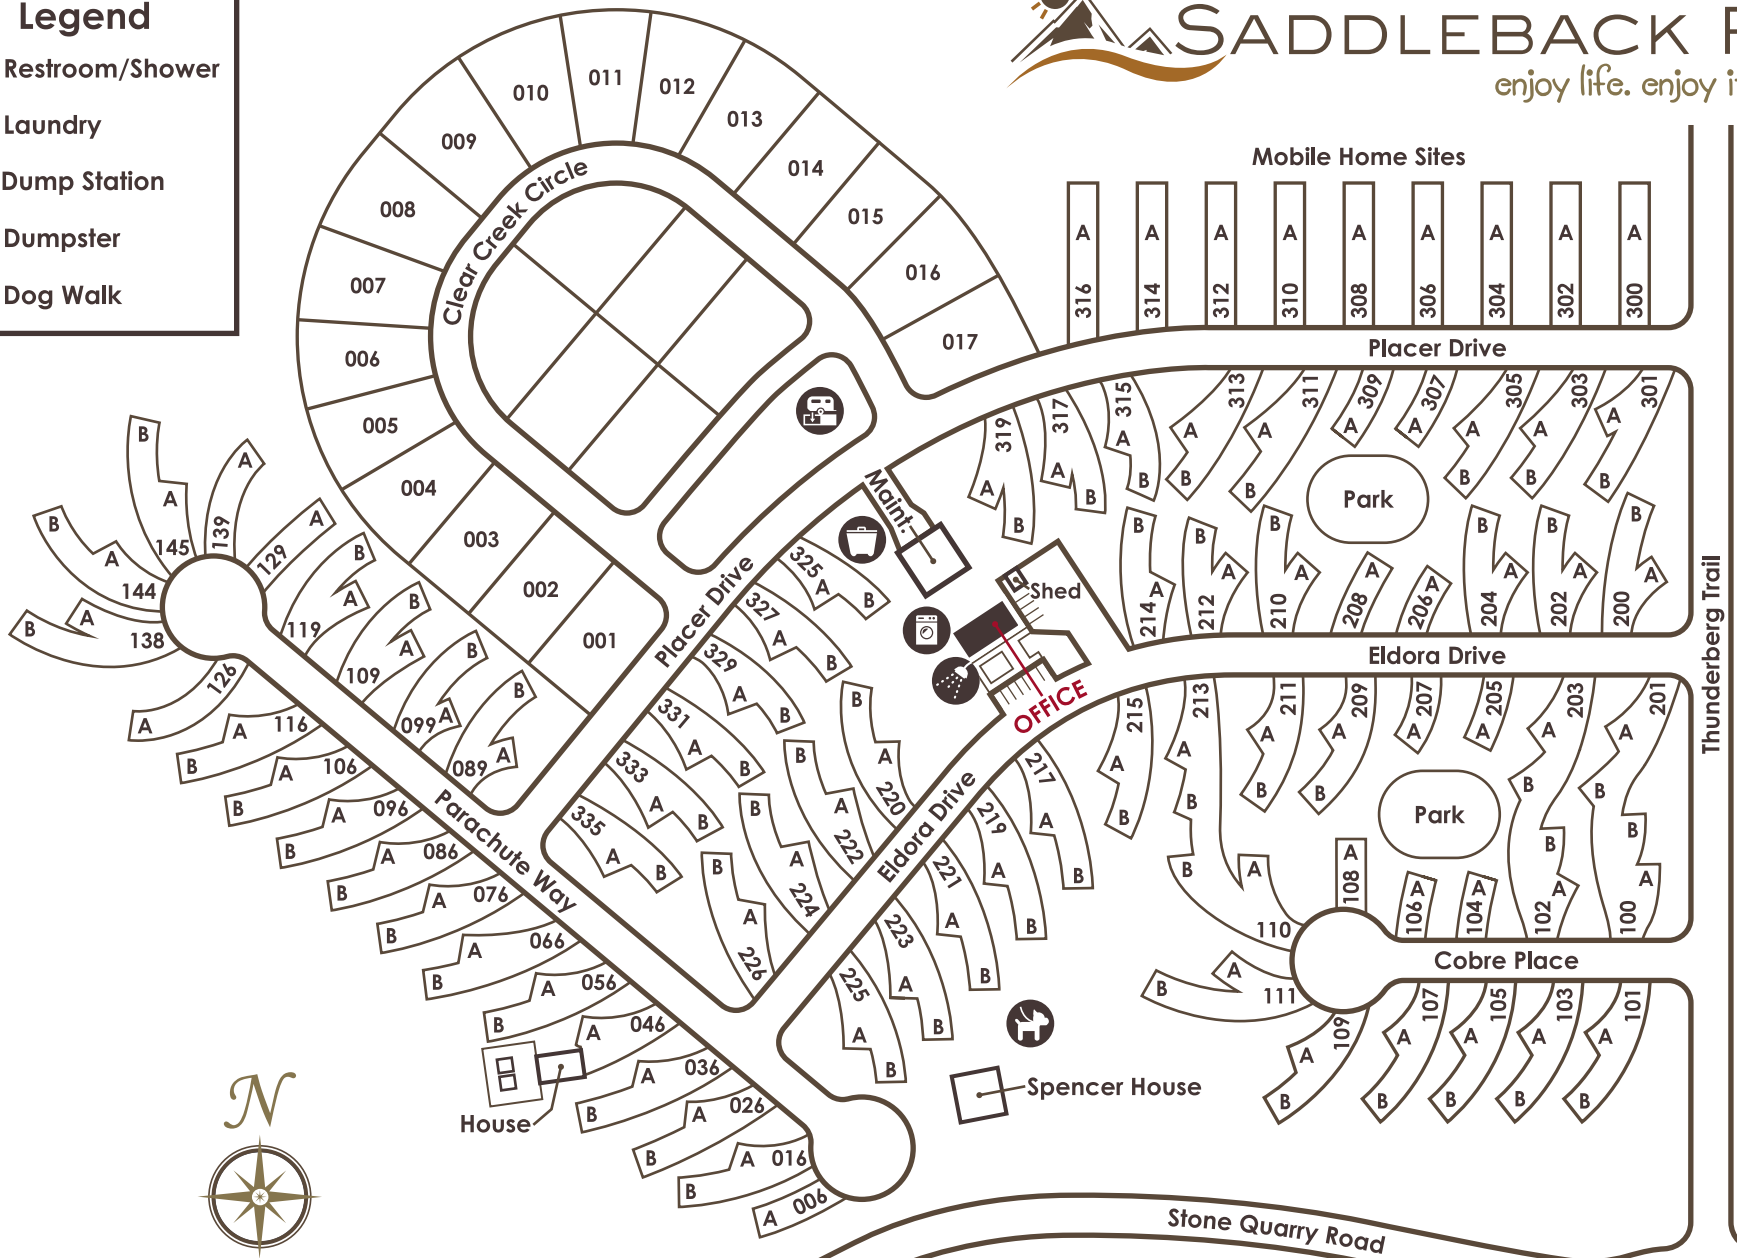 Legend
Restroom/Shower
Laundry
Dump Station
Dumpster
Dog Walk
SADDLEBACK
enjoy life. enjoy
Mobile Home Sites
A A A A A A A A A
316 314 312 310 308 306 304 302 300
Placer Drive
Clear Creek Circle
001
002
003
004
005
006
007
008
009
010
011
012
013
014
015
016
017
319 A B
317 A B
315 A B
313 A B
311 A B
309 A
307 A
305 A B
303 A B
301 A B
Park
B A 214
B A 212
B A 210
A 208
A 206
B A 204
B A 202
B A 200
Maint.
Shed
OFFICE
Eldora Drive
Thunderberg Trail
Placer Drive
325 A B
327 A B
329 A B
331 A B
333 A B
335 A B
B A 220
B A 222
B A 224
B A 226
Eldora Drive
215 A B
213 A B
211 A B
209 A B
207 A
205 A
203 A B
201 A B
217 A B
219 A B
221 A B
223 A B
225 A B
Park
B A 110
A 108
A 106
A 104
B A 102
B A 100
Cobre Place
B A 111
109 A B
107 A B
105 A B
103 A B
101 A B
B A 145
A 139
A 129
B A 144
B A 138
A 126
B A 119
B A 109
B A 099
B A 089
Parachute Way
B A 116
B A 106
B A 096
B A 086
B A 076
B A 066
B A 056
A 046
B A 036
B A 026
B A 016
A 006
House
Spencer House
N
Stone Quarry Road